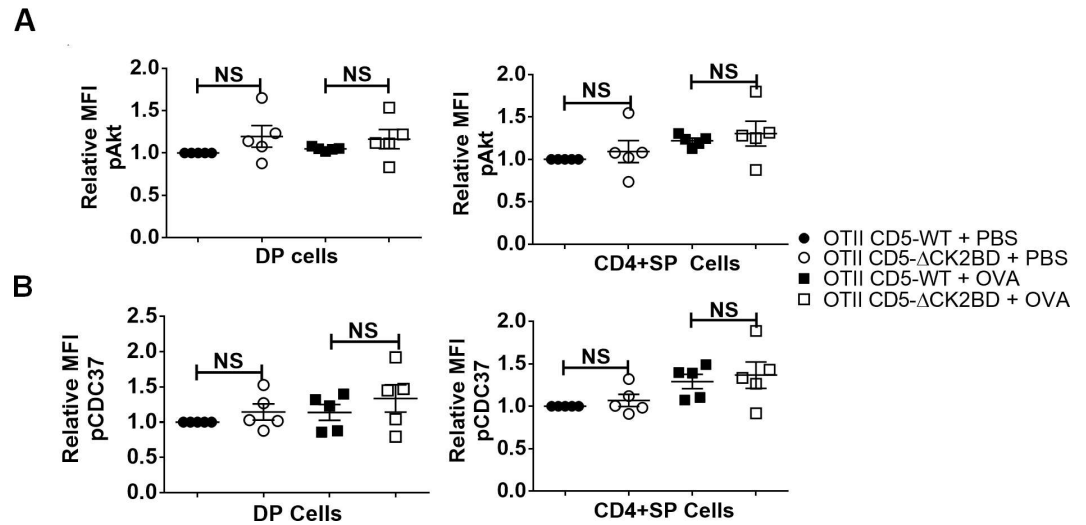 A
Relative MFI
pAkt
2.0
1.5
1.0
0.5
0.0
NS
NS
DP cells
Relative MFI
pAkt
2.0
1.5
1.0
0.5
0.0
NS
NS
CD4+SP Cells
OTII CD5-WT + PBS
OTII CD5-ΔCK2BD + PBS
OTII CD5-WT + OVA
OTII CD5-ΔCK2BD + OVA
B
Relative MFI
pCDC37
2.5
2.0
1.5
1.0
0.5
0.0
NS
NS
DP Cells
Relative MFI
pCDC37
2.0
1.5
1.0
0.5
0.0
NS
NS
CD4+SP Cells